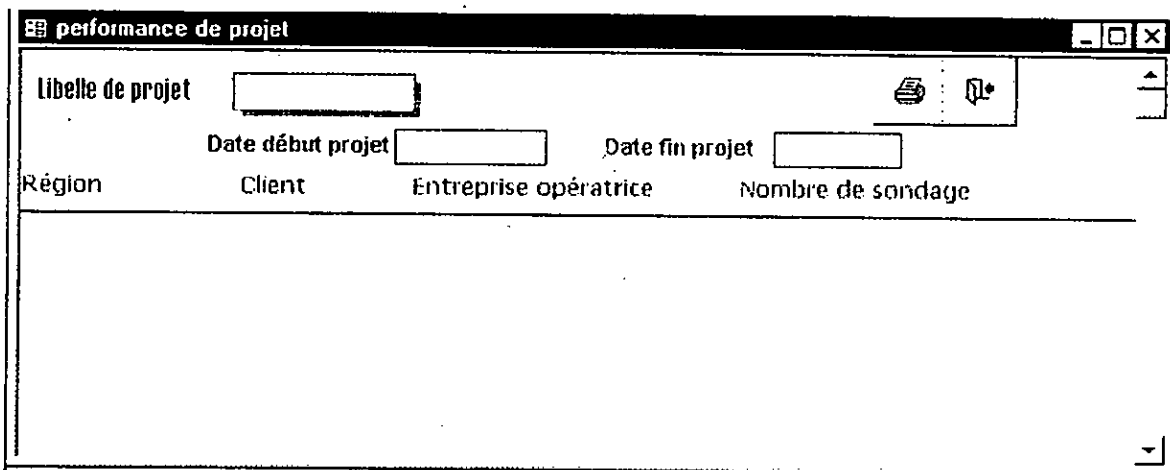 performance de projet
Libelle de projet
Date début projet Date fin projet
Région Client Entreprise opératrice Nombre de sondage